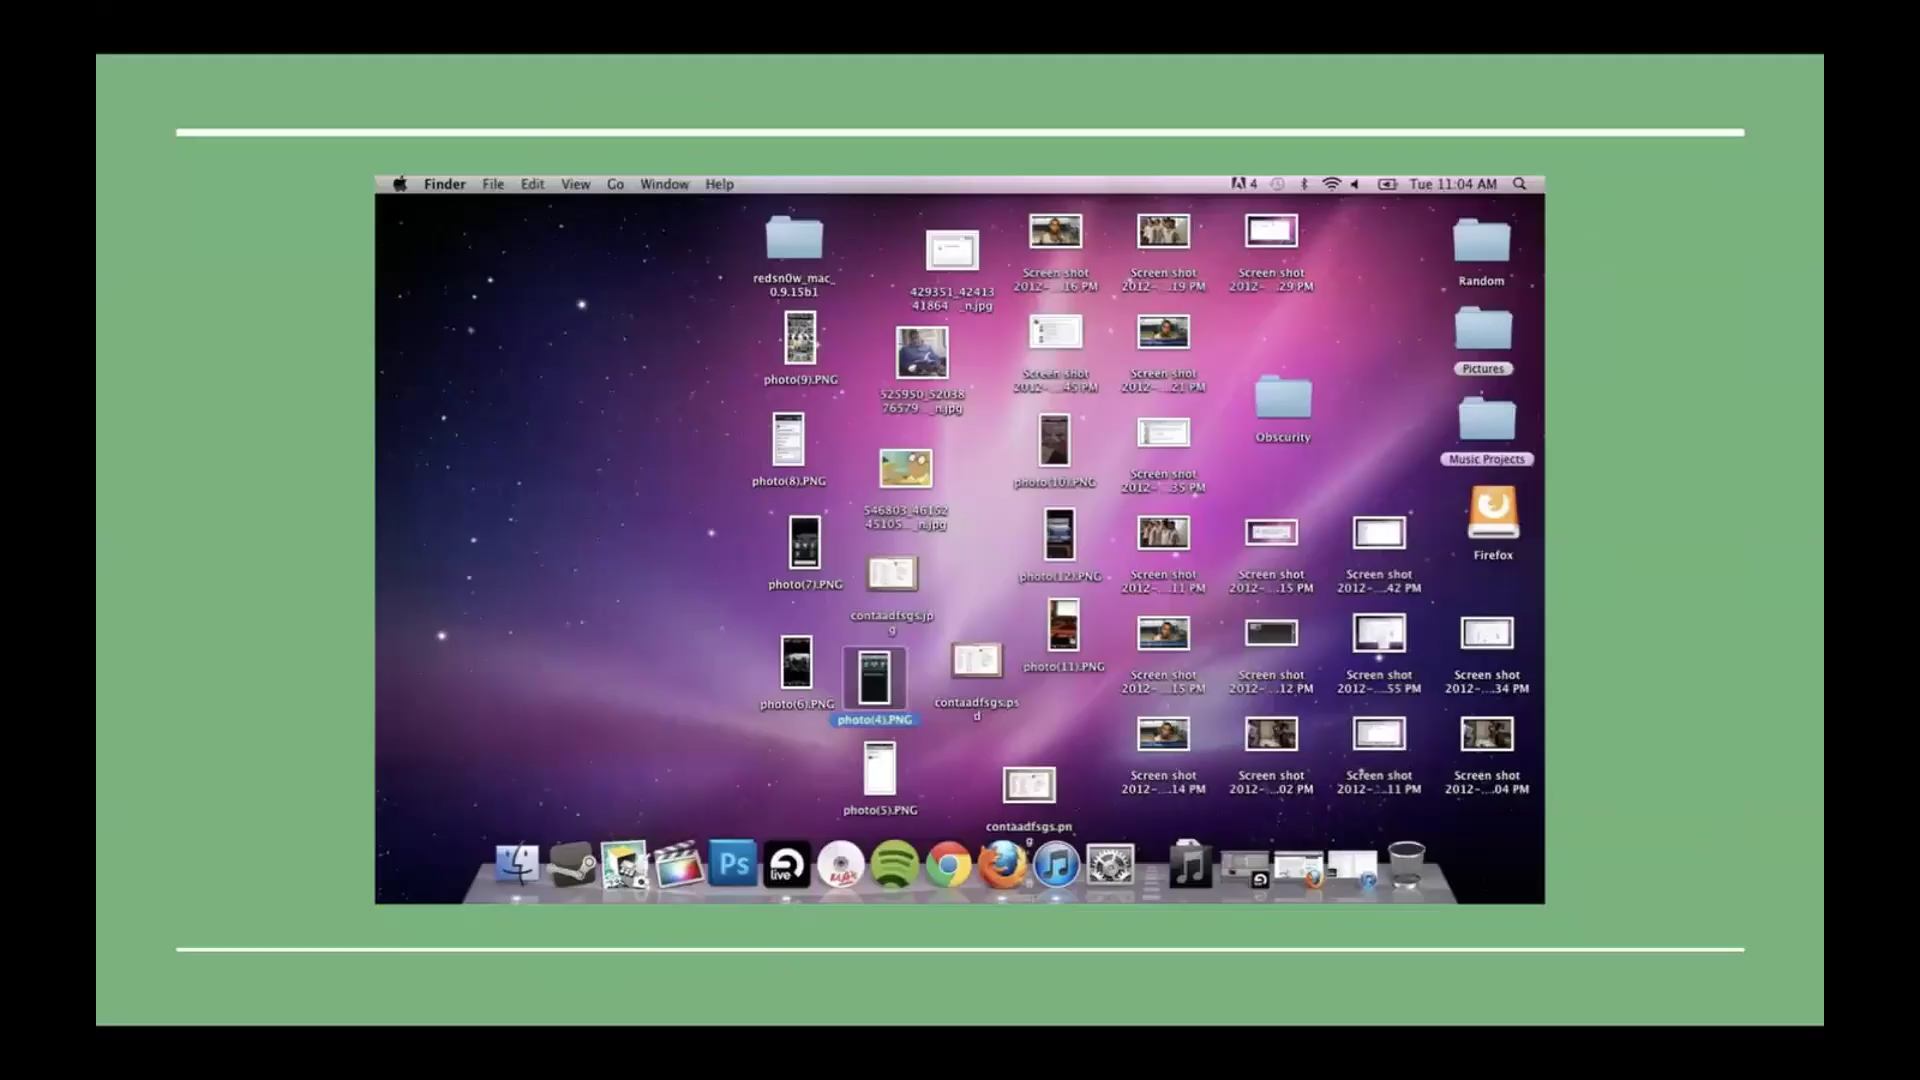 Finder File Edit View Go Window Help
4 Tue 11:04 AM
redsn0w_mac_
0.9.15b1
429351_42413
41864 _n.jpg
Screen shot
2012-....16 PM
Screen shot
2012-....19 PM
Screen shot
2012-....29 PM
Random
photo(9).PNG
525950_52038
76579..._n.jpg
Screen shot
2012-....45 PM
Screen shot
2012-....21 PM
Pictures
Obscurity
photo(8).PNG
546803_46152
45105..._n.jpg
photo(10).PNG
Screen shot
2012-....35 PM
Music Projects
photo(7).PNG
contaadfsgs.jp
g
photo(12).PNG
Screen shot
2012-....11 PM
Screen shot
2012-....15 PM
Screen shot
2012-....42 PM
Firefox
photo(6).PNG
photo(4).PNG
contaadfsgs.ps
d
photo(11).PNG
Screen shot
2012-....15 PM
Screen shot
2012-....12 PM
Screen shot
2012-....55 PM
Screen shot
2012-....34 PM
photo(5).PNG
contaadfsgs.pn
g
Screen shot
2012-....14 PM
Screen shot
2012-....02 PM
Screen shot
2012-....11 PM
Screen shot
2012-....04 PM
Ps
live